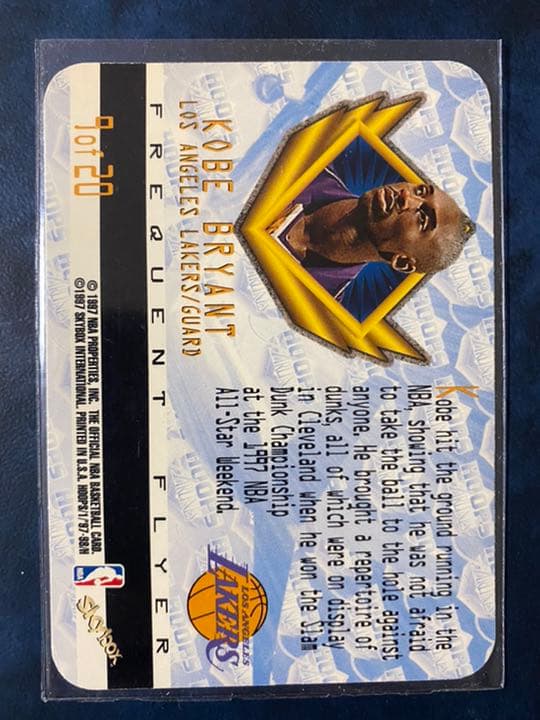 KOBE BRYANT
LOS ANGELES LAKERS/GUARD
Kobe hit the ground running in the
NBA, showing that he was not afraid
to take the ball to the hole against
anyone. He brought a repertoire of
dunks, all of which were on display
in Cleveland when he won the Slam
Dunk Championship
at the 1997 NBA
All-Star Weekend.
LOS ANGELES
LAKERS
FREQUENT FLYER
9 of 20
© 1997 NBA PROPERTIES, INC. THE OFFICIAL NBA BASKETBALL CARD.
©1997 SKYBOX INTERNATIONAL. PRINTED IN U.S.A. HOOPS/1/'97-98/H
NBA
SkyBox